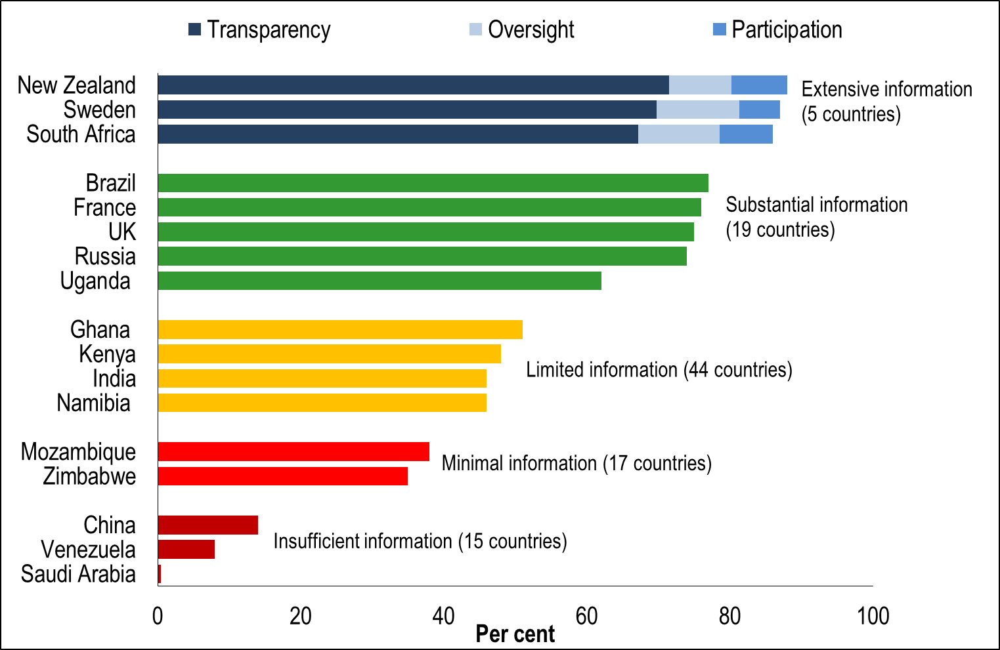 Transparency
Oversight
Participation
New Zealand
Sweden
South Africa
Extensive information
(5 countries)
Brazil
France
UK
Russia
Uganda
Substantial information
(19 countries)
Ghana
Kenya
India
Namibia
Limited information (44 countries)
Mozambique
Zimbabwe
Minimal information (17 countries)
China
Venezuela
Saudi Arabia
Insufficient information (15 countries)
0 20 40 60 80 100
Per cent